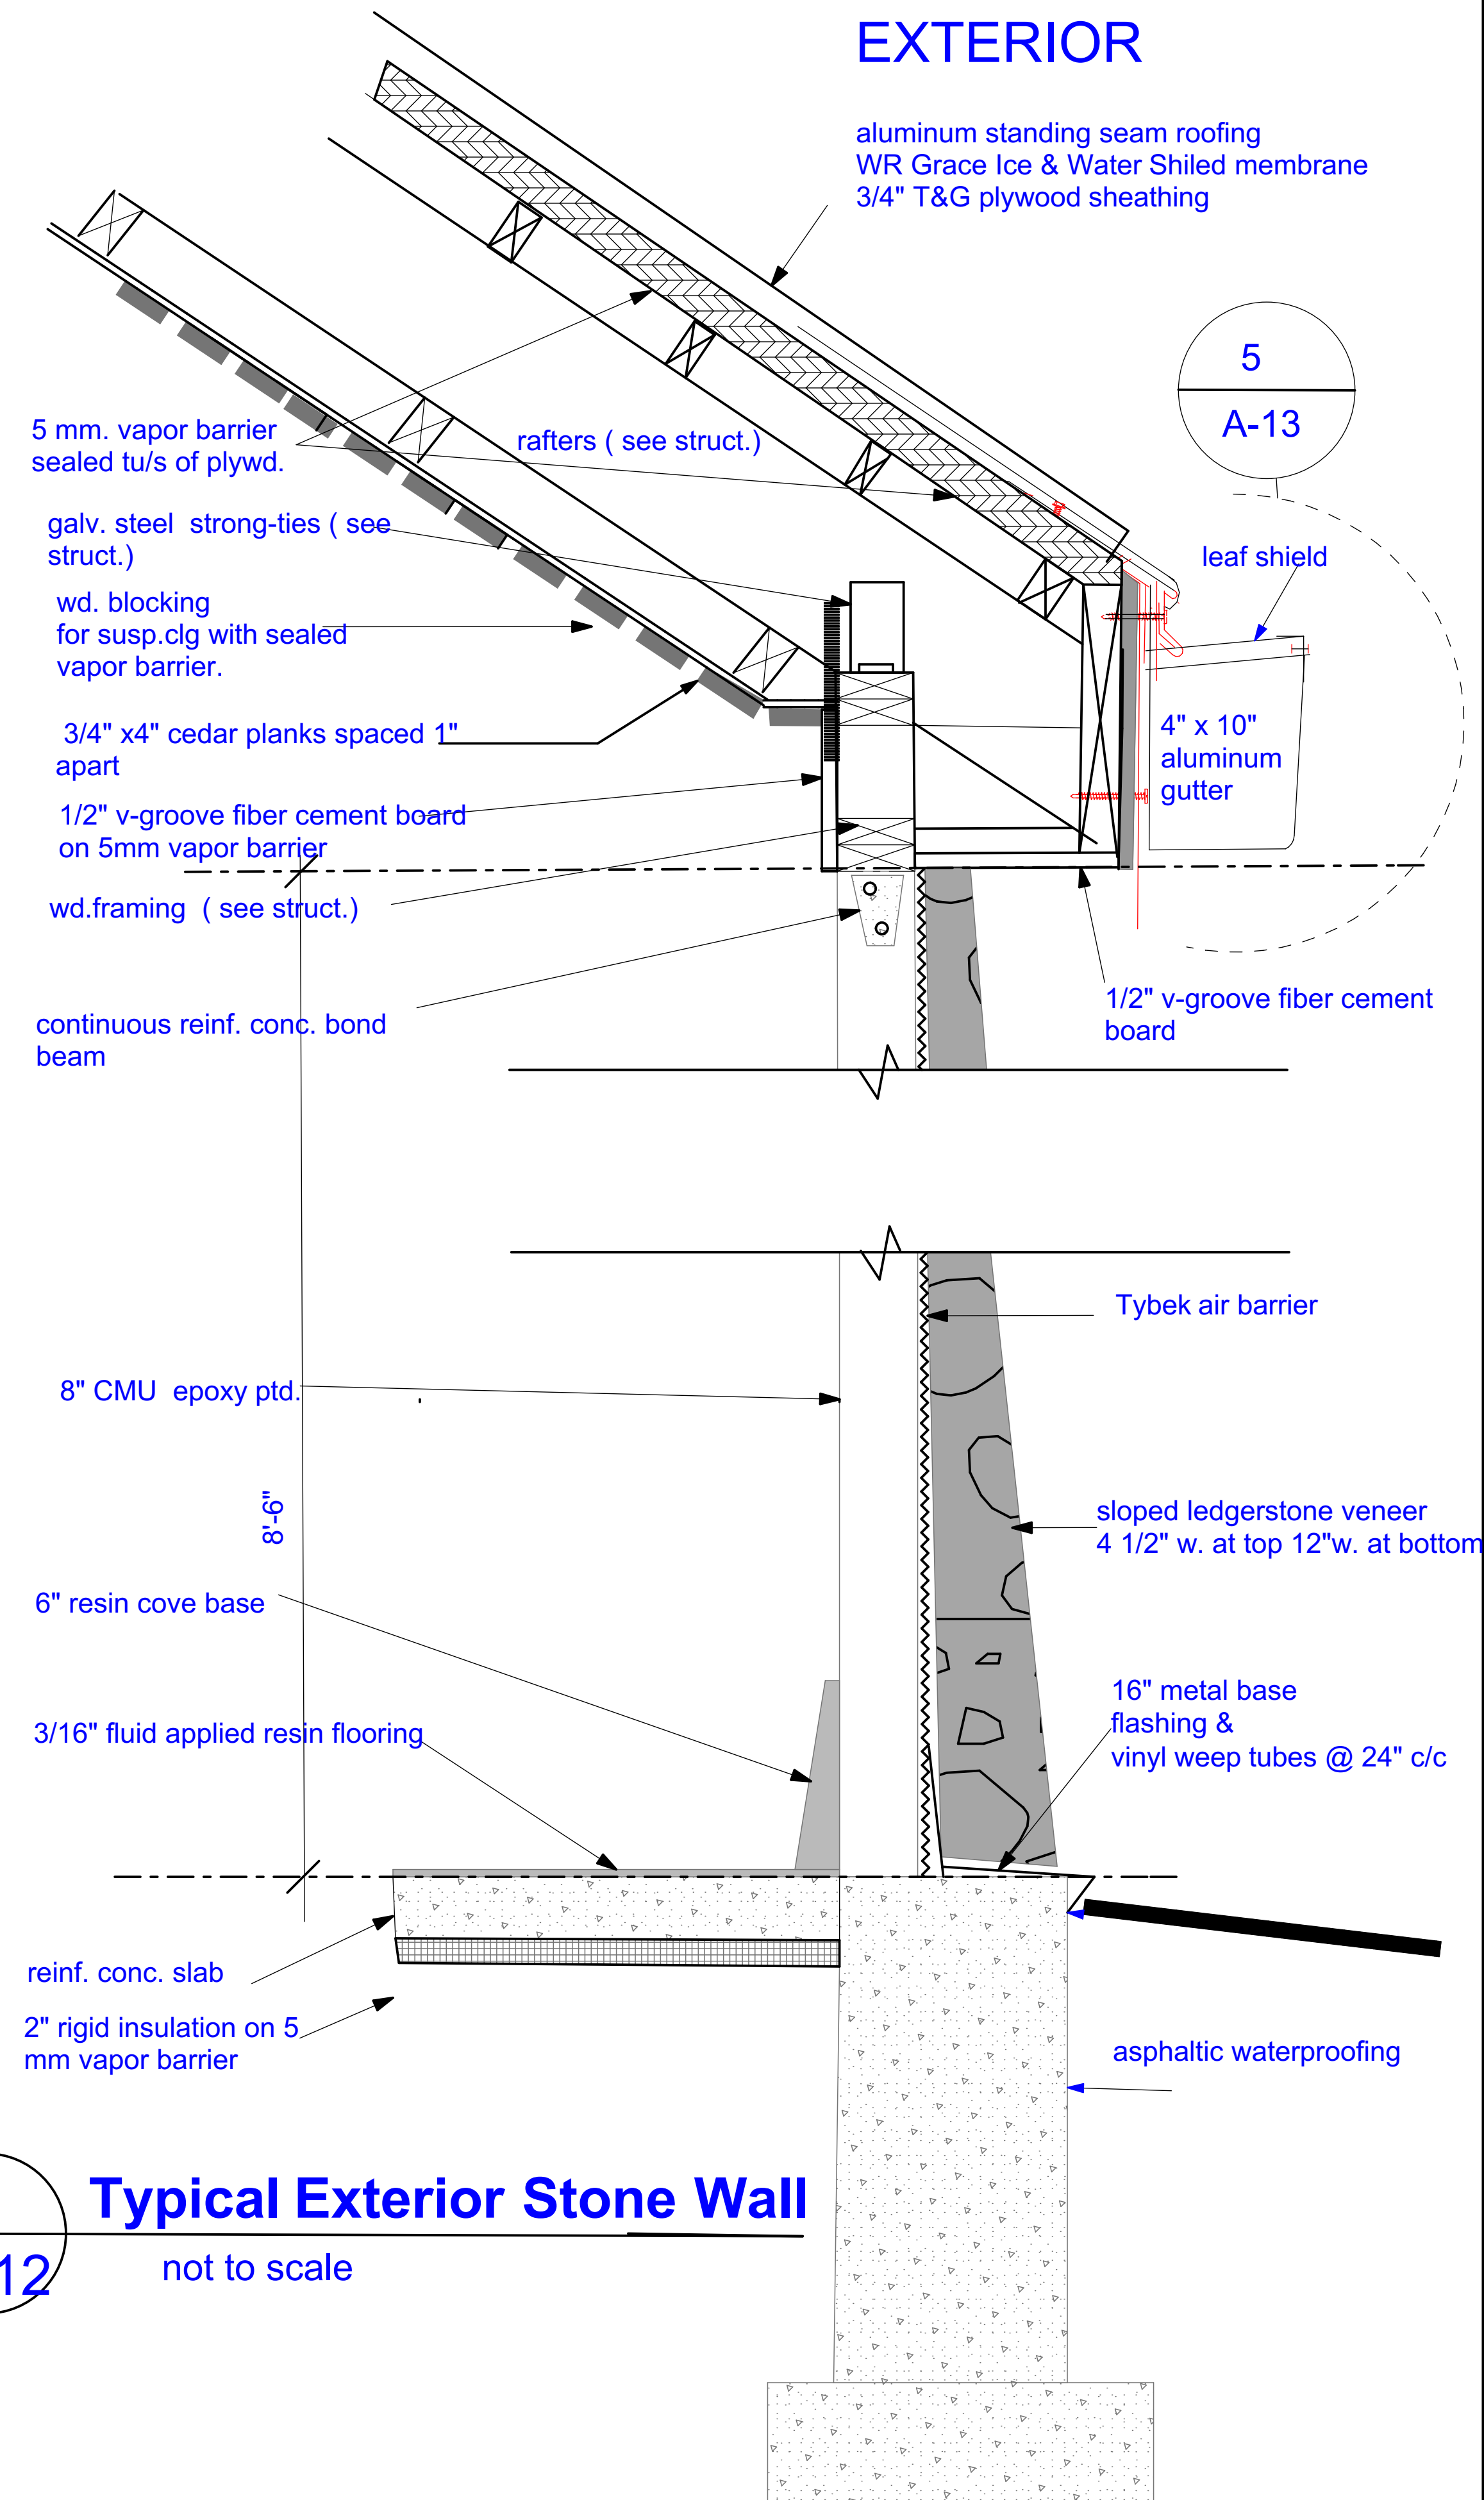 EXTERIOR
aluminum standing seam roofing
WR Grace Ice & Water Shiled membrane
3/4" T&G plywood sheathing
5
A-13
5 mm. vapor barrier
sealed tu/s of plywd.
rafters ( see struct.)
galv. steel strong-ties ( see
struct.)
leaf shield
wd. blocking
for susp.clg with sealed
vapor barrier.
3/4" x4" cedar planks spaced 1"
apart
4" x 10"
aluminum
gutter
1/2" v-groove fiber cement board
on 5mm vapor barrier
wd.framing ( see struct.)
continuous reinf. conc. bond
beam
1/2" v-groove fiber cement
board
Tybek air barrier
8" CMU epoxy ptd.
8'-6"
sloped ledgerstone veneer
4 1/2" w. at top 12"w. at bottom
6" resin cove base
16" metal base
flashing &
vinyl weep tubes @ 24" c/c
3/16" fluid applied resin flooring
reinf. conc. slab
2" rigid insulation on 5
mm vapor barrier
asphaltic waterproofing
Typical Exterior Stone Wall
12
not to scale